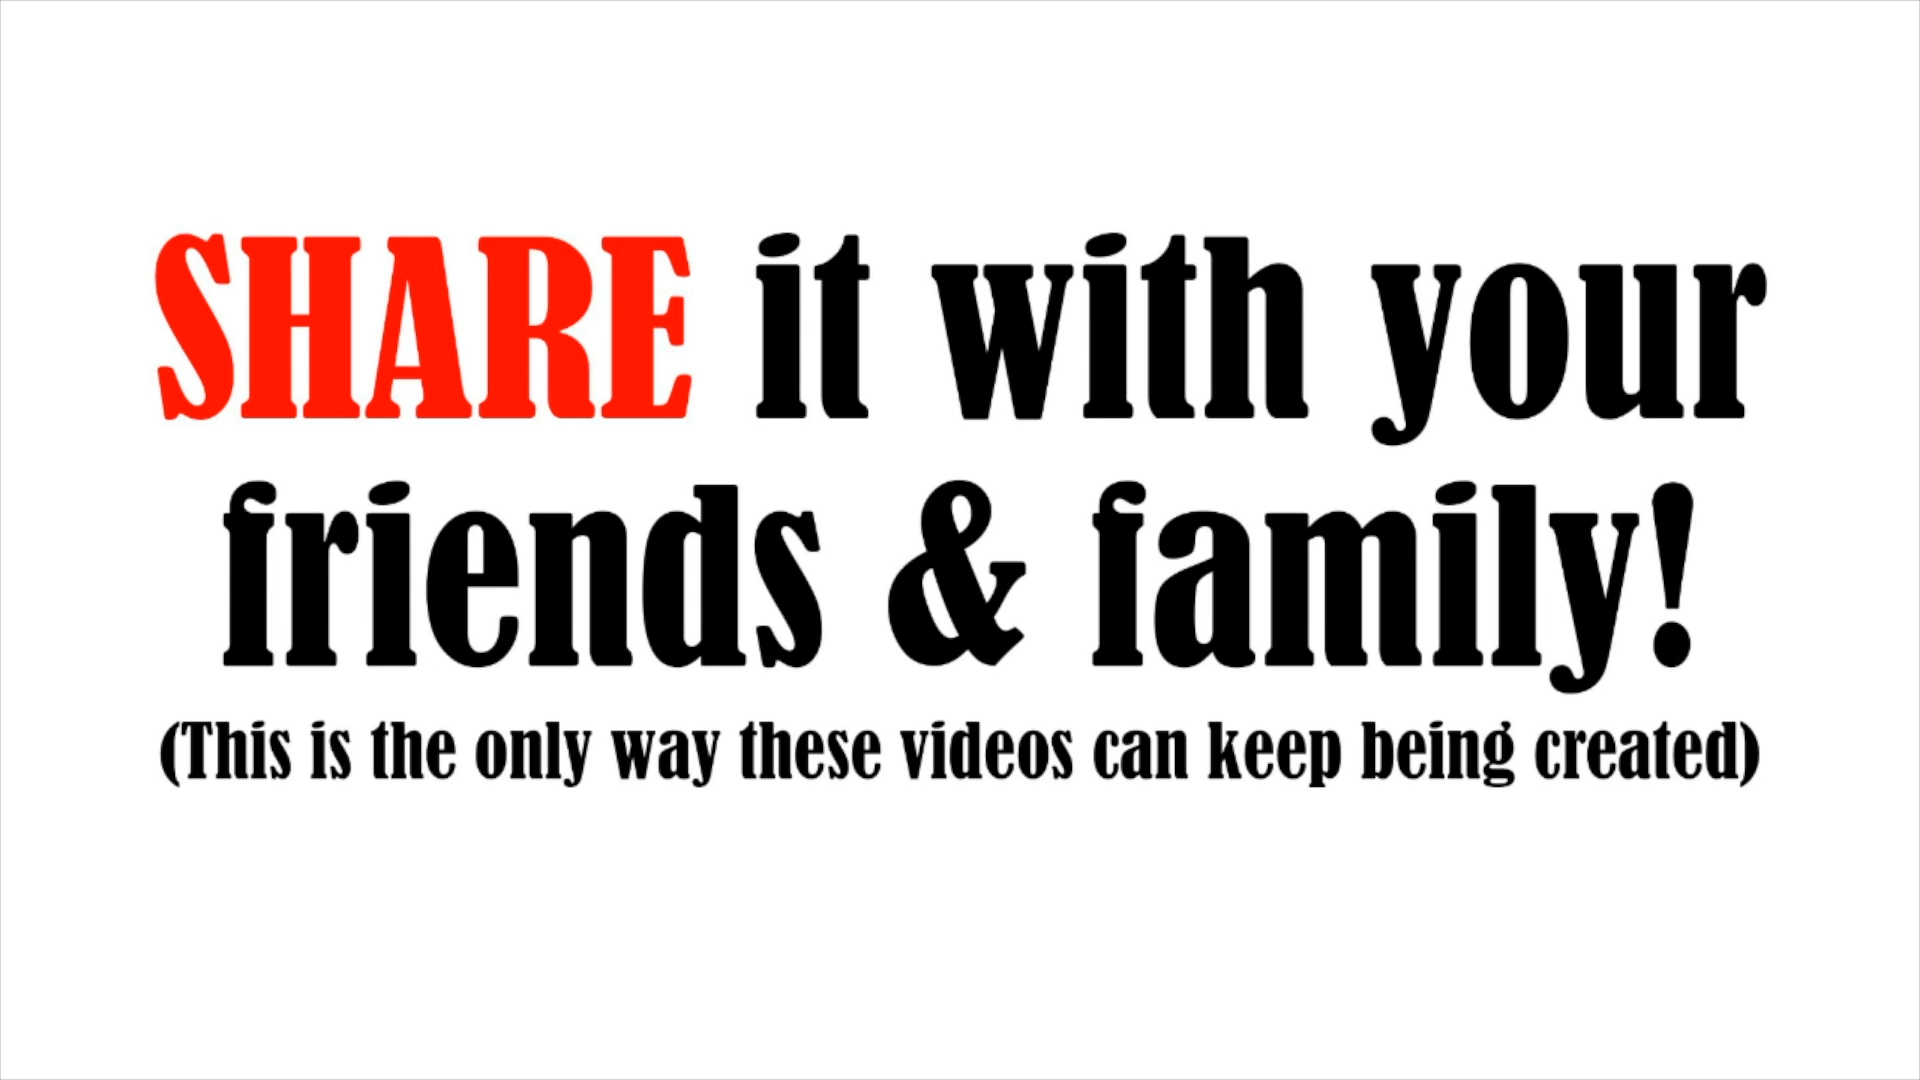 SHARE it with your
friends & family!
(This is the only way these videos can keep being created)